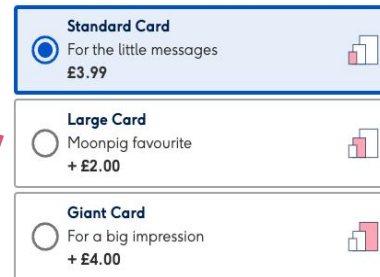 Standard Card
For the little messages
£3.99
Large Card
Moonpig favourite
+ £2.00
Giant Card
For a big impression
+ £4.00